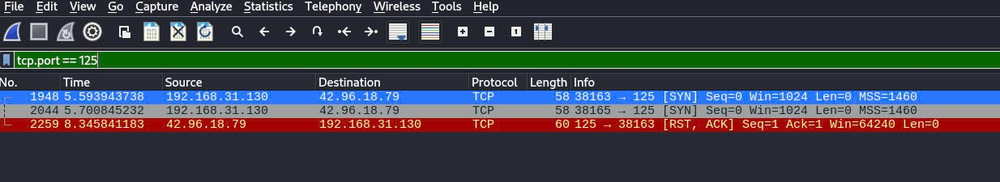 File Edit View Go Capture Analyze Statistics Telephony Wireless Tools Help
tcp.port == 125
No. Time Source Destination Protocol Length Info
1948 5.593943738 192.168.31.130 42.96.18.79 TCP 58 38163 → 125 [SYN] Seq=0 Win=1024 Len=0 MSS=1460
2044 5.700845232 192.168.31.130 42.96.18.79 TCP 58 38165 → 125 [SYN] Seq=0 Win=1024 Len=0 MSS=1460
2259 8.345841183 42.96.18.79 192.168.31.130 TCP 60 125 → 38163 [RST, ACK] Seq=1 Ack=1 Win=64240 Len=0